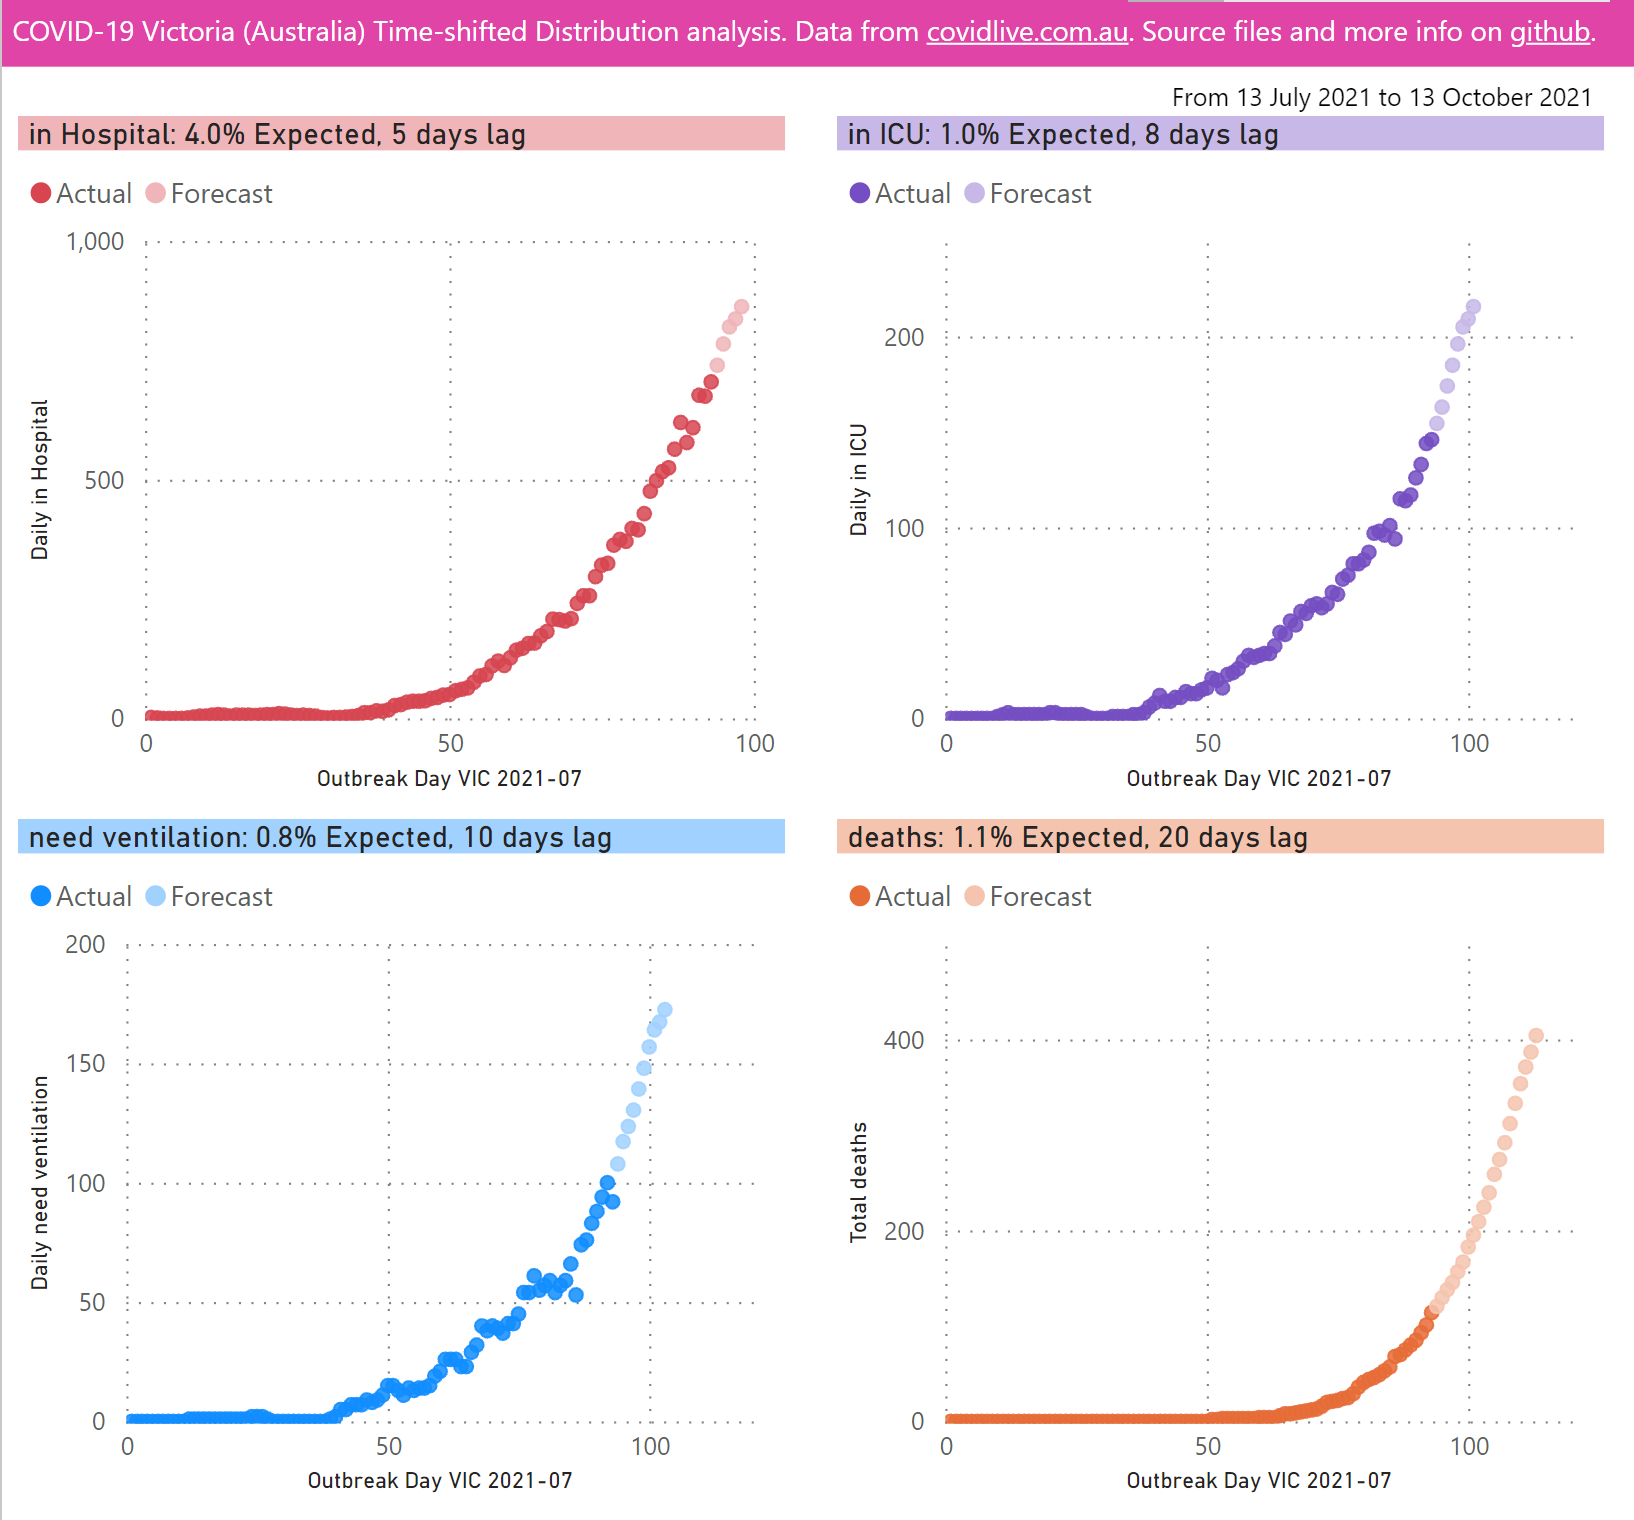 COVID-19 Victoria (Australia) Time-shifted Distribution analysis. Data from covidlive.com.au. Source files and more info on github.
From 13 July 2021 to 13 October 2021
in Hospital: 4.0% Expected, 5 days lag
Actual Forecast
1,000
500
0
0 50 100
Daily in Hospital
Outbreak Day VIC 2021-07
in ICU: 1.0% Expected, 8 days lag
Actual Forecast
200
100
0
0 50 100
Daily in ICU
Outbreak Day VIC 2021-07
need ventilation: 0.8% Expected, 10 days lag
Actual Forecast
200
150
100
50
0
0 50 100
Daily need ventilation
Outbreak Day VIC 2021-07
deaths: 1.1% Expected, 20 days lag
Actual Forecast
400
200
0
0 50 100
Total deaths
Outbreak Day VIC 2021-07